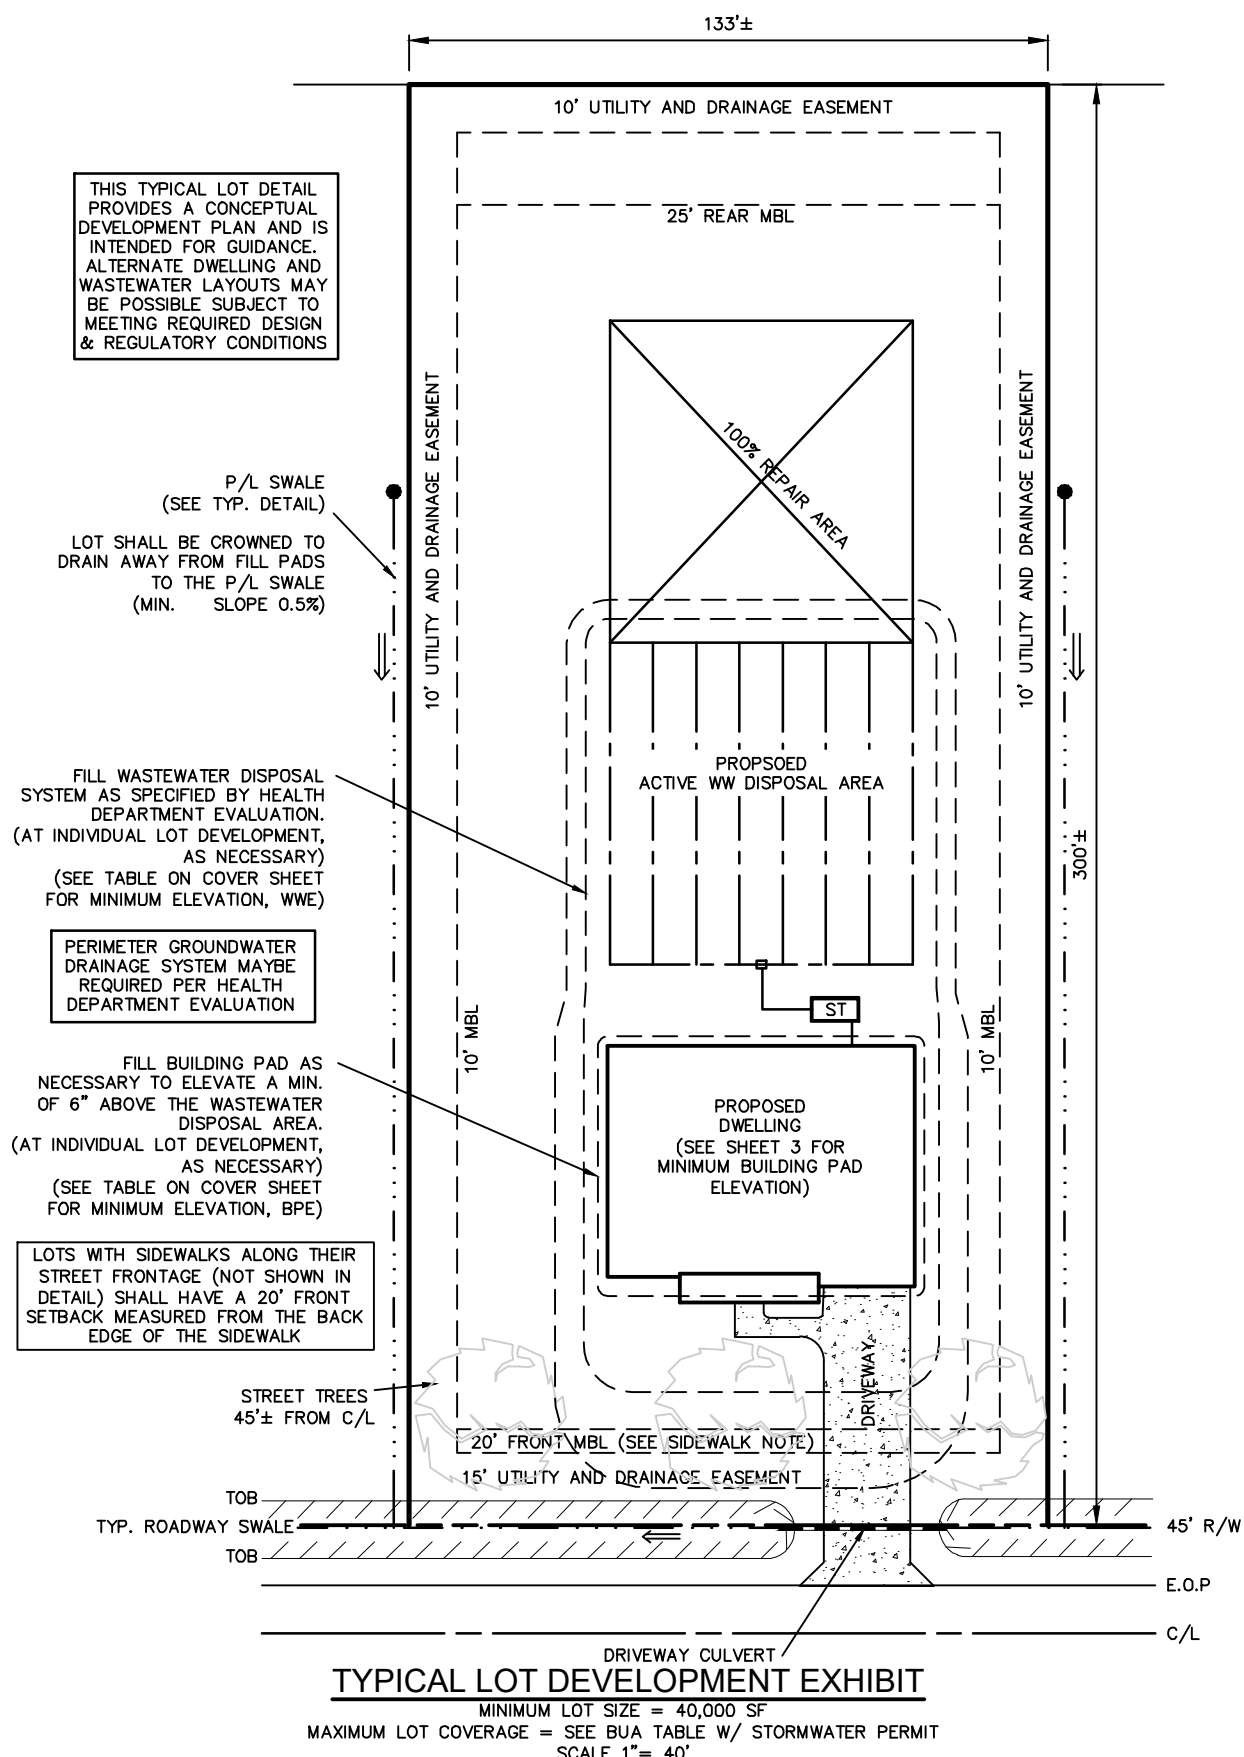 133'±
10' UTILITY AND DRAINAGE EASEMENT
25' REAR MBL
THIS TYPICAL LOT DETAIL
PROVIDES A CONCEPTUAL
DEVELOPMENT PLAN AND IS
INTENDED FOR GUIDANCE.
ALTERNATE DWELLING AND
WASTEWATER LAYOUTS MAY
BE POSSIBLE SUBJECT TO
MEETING REQUIRED DESIGN
& REGULATORY CONDITIONS
10' UTILITY AND DRAINAGE EASEMENT
100% REPAIR AREA
10' UTILITY AND DRAINAGE EASEMENT
P/L SWALE
(SEE TYP. DETAIL)
LOT SHALL BE CROWNED TO
DRAIN AWAY FROM FILL PADS
TO THE P/L SWALE
(MIN. SLOPE 0.5%)
PROPSOED
ACTIVE WW DISPOSAL AREA
300'±
FILL WASTEWATER DISPOSAL
SYSTEM AS SPECIFIED BY HEALTH
DEPARTMENT EVALUATION.
(AT INDIVIDUAL LOT DEVELOPMENT,
AS NECESSARY)
(SEE TABLE ON COVER SHEET
FOR MINIMUM ELEVATION, WWE)
PERIMETER GROUNDWATER
DRAINAGE SYSTEM MAYBE
REQUIRED PER HEALTH
DEPARTMENT EVALUATION
ST
10' MBL
10' MBL
FILL BUILDING PAD AS
NECESSARY TO ELEVATE A MIN.
OF 6" ABOVE THE WASTEWATER
DISPOSAL AREA.
(AT INDIVIDUAL LOT DEVELOPMENT,
AS NECESSARY)
(SEE TABLE ON COVER SHEET
FOR MINIMUM ELEVATION, BPE)
PROPOSED
DWELLING
(SEE SHEET 3 FOR
MINIMUM BUILDING PAD
ELEVATION)
LOTS WITH SIDEWALKS ALONG THEIR
STREET FRONTAGE (NOT SHOWN IN
DETAIL) SHALL HAVE A 20' FRONT
SETBACK MEASURED FROM THE BACK
EDGE OF THE SIDEWALK
DRIVEWAY
STREET TREES
45'± FROM C/L
20' FRONT MBL (SEE SIDEWALK NOTE)
15' UTILITY AND DRAINAGE EASEMENT
TOB
TYP. ROADWAY SWALE
TOB
45' R/W
E.O.P
C/L
DRIVEWAY CULVERT
TYPICAL LOT DEVELOPMENT EXHIBIT
MINIMUM LOT SIZE = 40,000 SF
MAXIMUM LOT COVERAGE = SEE BUA TABLE W/ STORMWATER PERMIT
SCALE 1"= 40'